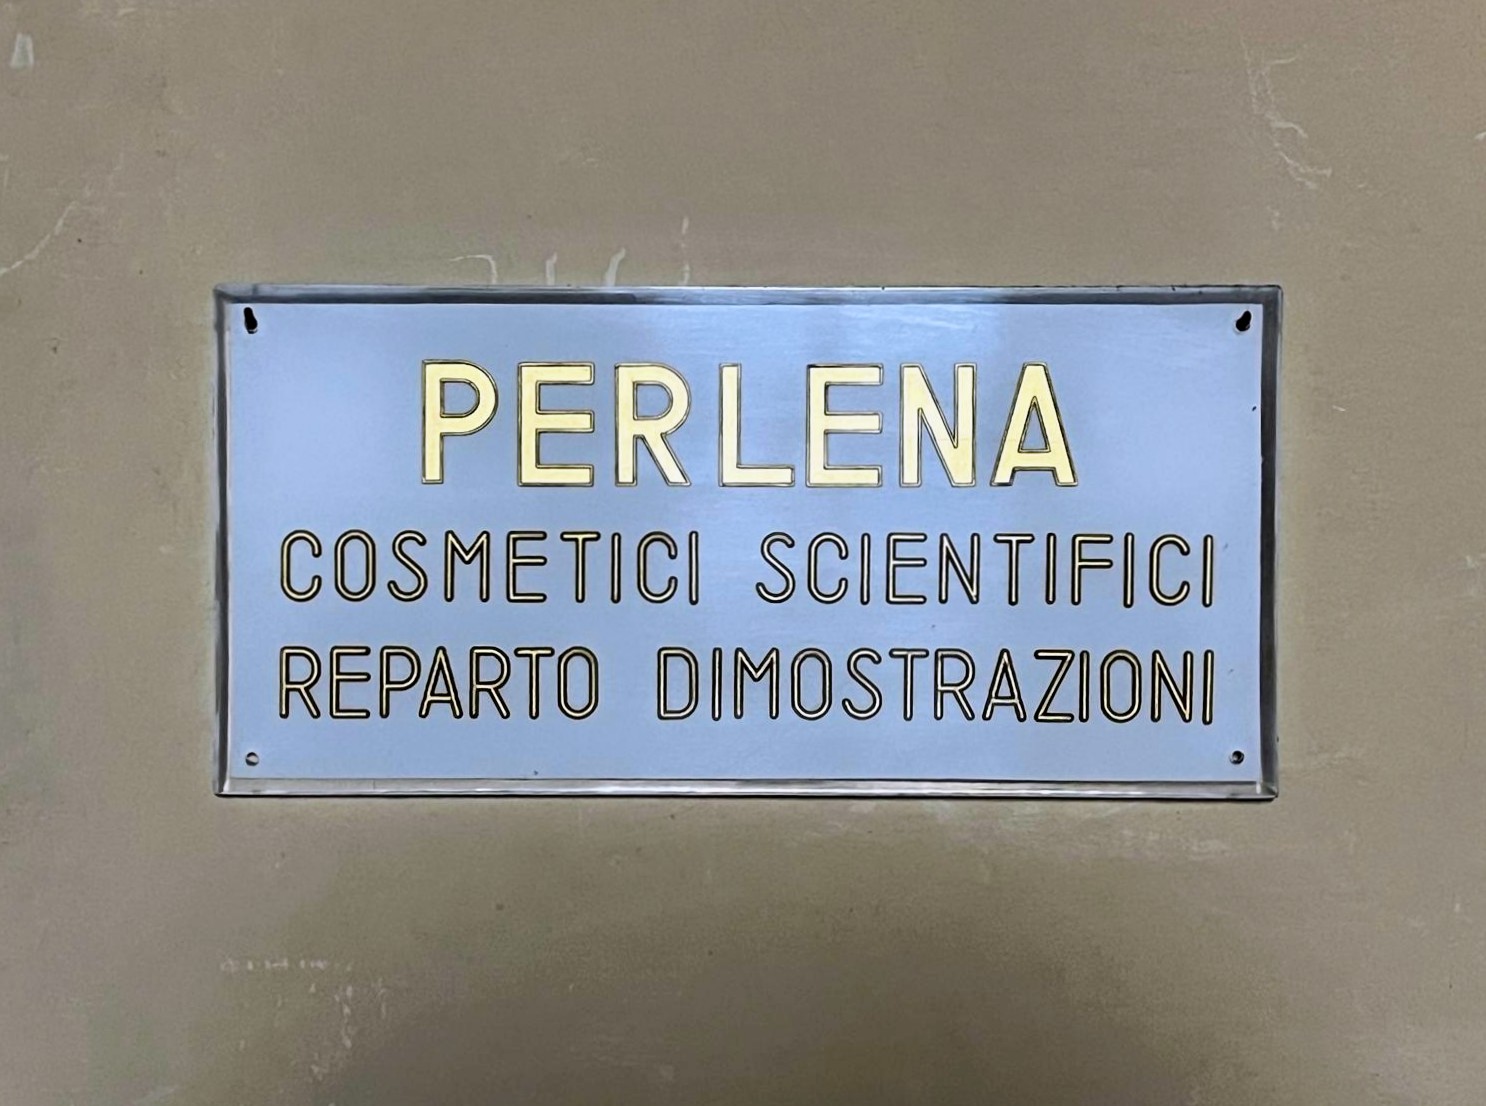 PERLENA
COSMETICI SCIENTIFICI
REPARTO DIMOSTRAZIONI